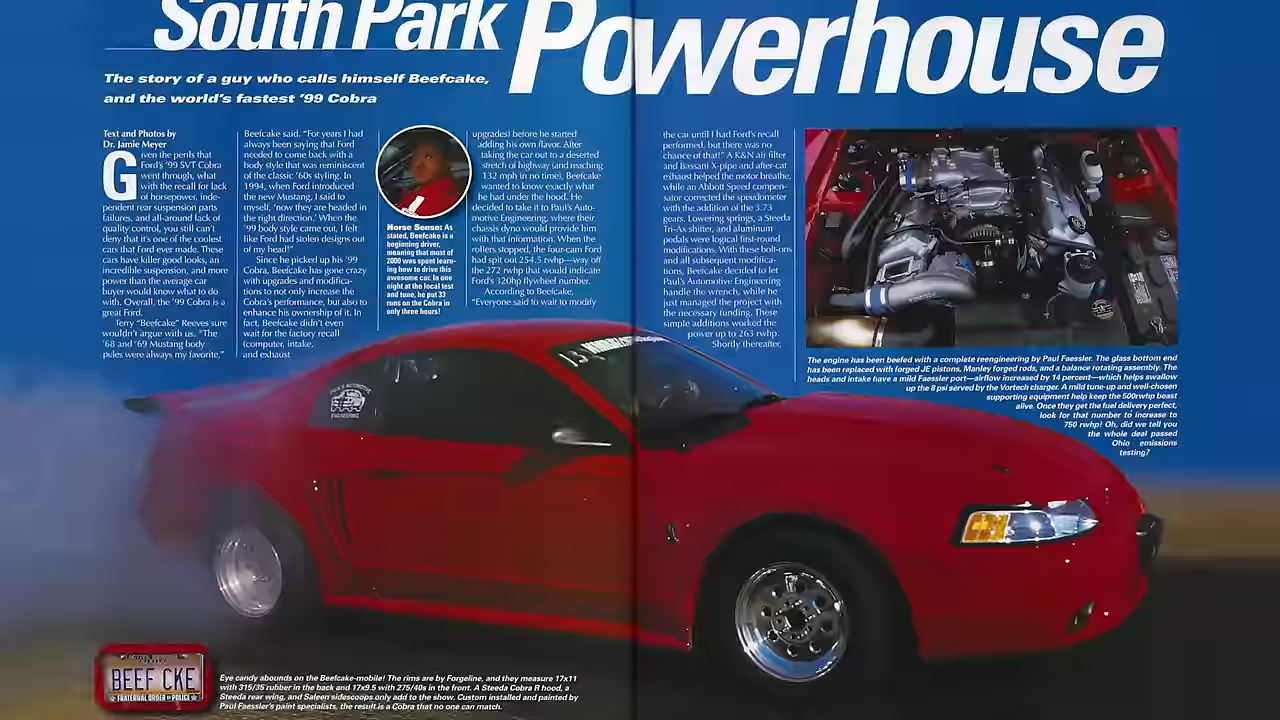 South Park Powerhouse
The story of a guy who calls himself Beefcake,
and the world's fastest '99 Cobra
Text and Photos by
Dr. Jamie Meyer
Given the perils that
Ford's '99 SVT Cobra
went through, what
with the recall for lack
of horsepower, inde-
pendent rear suspension parts
failures, and all-around lack of
quality control, you still can't
deny that it's one of the coolest
cars that Ford ever made. These
cars have killer good looks, an
incredible suspension, and more
power than the average car
buyer would know what to do
with. Overall, the '99 Cobra is a
great Ford.
Terry "Beefcake" Reeves sure
wouldn't argue with us. "The
'68 and '69 Mustang body
styles were always my favorite,"
Beefcake said. "For years I had
always been saying that Ford
needed to come back with a
body style that was reminiscent
of the classic '60s styling. In
1994, when Ford introduced
the new Mustang, I said to
myself, 'now they are headed in
the right direction.' When the
'99 body style came out, I felt
like Ford had stolen designs out
of my head!"
Since he picked up his '99
Cobra, Beefcake has gone crazy
with upgrades and modifica-
tions to not only increase the
Cobra's performance, but also to
enhance his ownership of it. In
fact, Beefcake didn't even
wait for the factory recall
(computer, intake,
and exhaust
Horse Sense: As
stated, Beefcake is a
beginning driver,
meaning that most of
2000 was spent learn-
ing how to drive this
awesome car. In one
night at the local test
and tune, he put 33
runs on the Cobra in
only three hours!
upgrades) before he started
adding his own flavor. After
taking the car out to a deserted
stretch of highway (and reaching
132 mph in no time), Beefcake
wanted to know exactly what
he had under the hood. He
decided to take it to Paul's Auto-
motive Engineering, where their
chassis dyno would provide him
with that information. When the
rollers stopped, the four-cam Ford
had spit out 254.5 rwhp—way off
the 272 rwhp that would indicate
Ford's 320hp flywheel number.
According to Beefcake,
"Everyone said to wait to modify
the car until I had Ford's recall
performed, but there was no
chance of that!" A K&N air filter
and Bassani X-pipe and after-cat
exhaust helped the motor breathe,
while an Abbott Speed compen-
sator corrected the speedometer
with the addition of the 3.73
gears. Lowering springs, a Steeda
Tri-Ax shifter, and aluminum
pedals were logical first-round
modifications. With these bolt-ons
and all subsequent modifica-
tions, Beefcake decided to let
Paul's Automotive Engineering
handle the wrench, while he
just managed the project with
the necessary funding. These
simple additions worked the
power up to 263 rwhp.
Shortly thereafter,
The engine has been beefed with a complete reengineering by Paul Faessler. The glass bottom end
has been replaced with forged JE pistons, Manley forged rods, and a balance rotating assembly. The
heads and intake have a mild Faessler port—airflow increased by 14 percent—which helps swallow
up the 8 psi served by the Vortech charger. A mild tune-up and well-chosen
supporting equipment help keep the 500rwhp beast
alive. Once they get the fuel delivery perfect,
look for that number to increase to
750 rwhp! Oh, did we tell you
the whole deal passed
Ohio emissions
testing?
BEEF CKE
FRATERNAL ORDER OF POLICE
Eye candy abounds on the Beefcake-mobile! The rims are by Forgeline, and they measure 17x11
with 315/35 rubber in the back and 17x9.5 with 275/40s in the front. A Steeda Cobra R hood, a
Steeda rear wing, and Saleen sidescoops only add to the show. Custom installed and painted by
Paul Faessler's paint specialists, the result is a Cobra that no one can match.